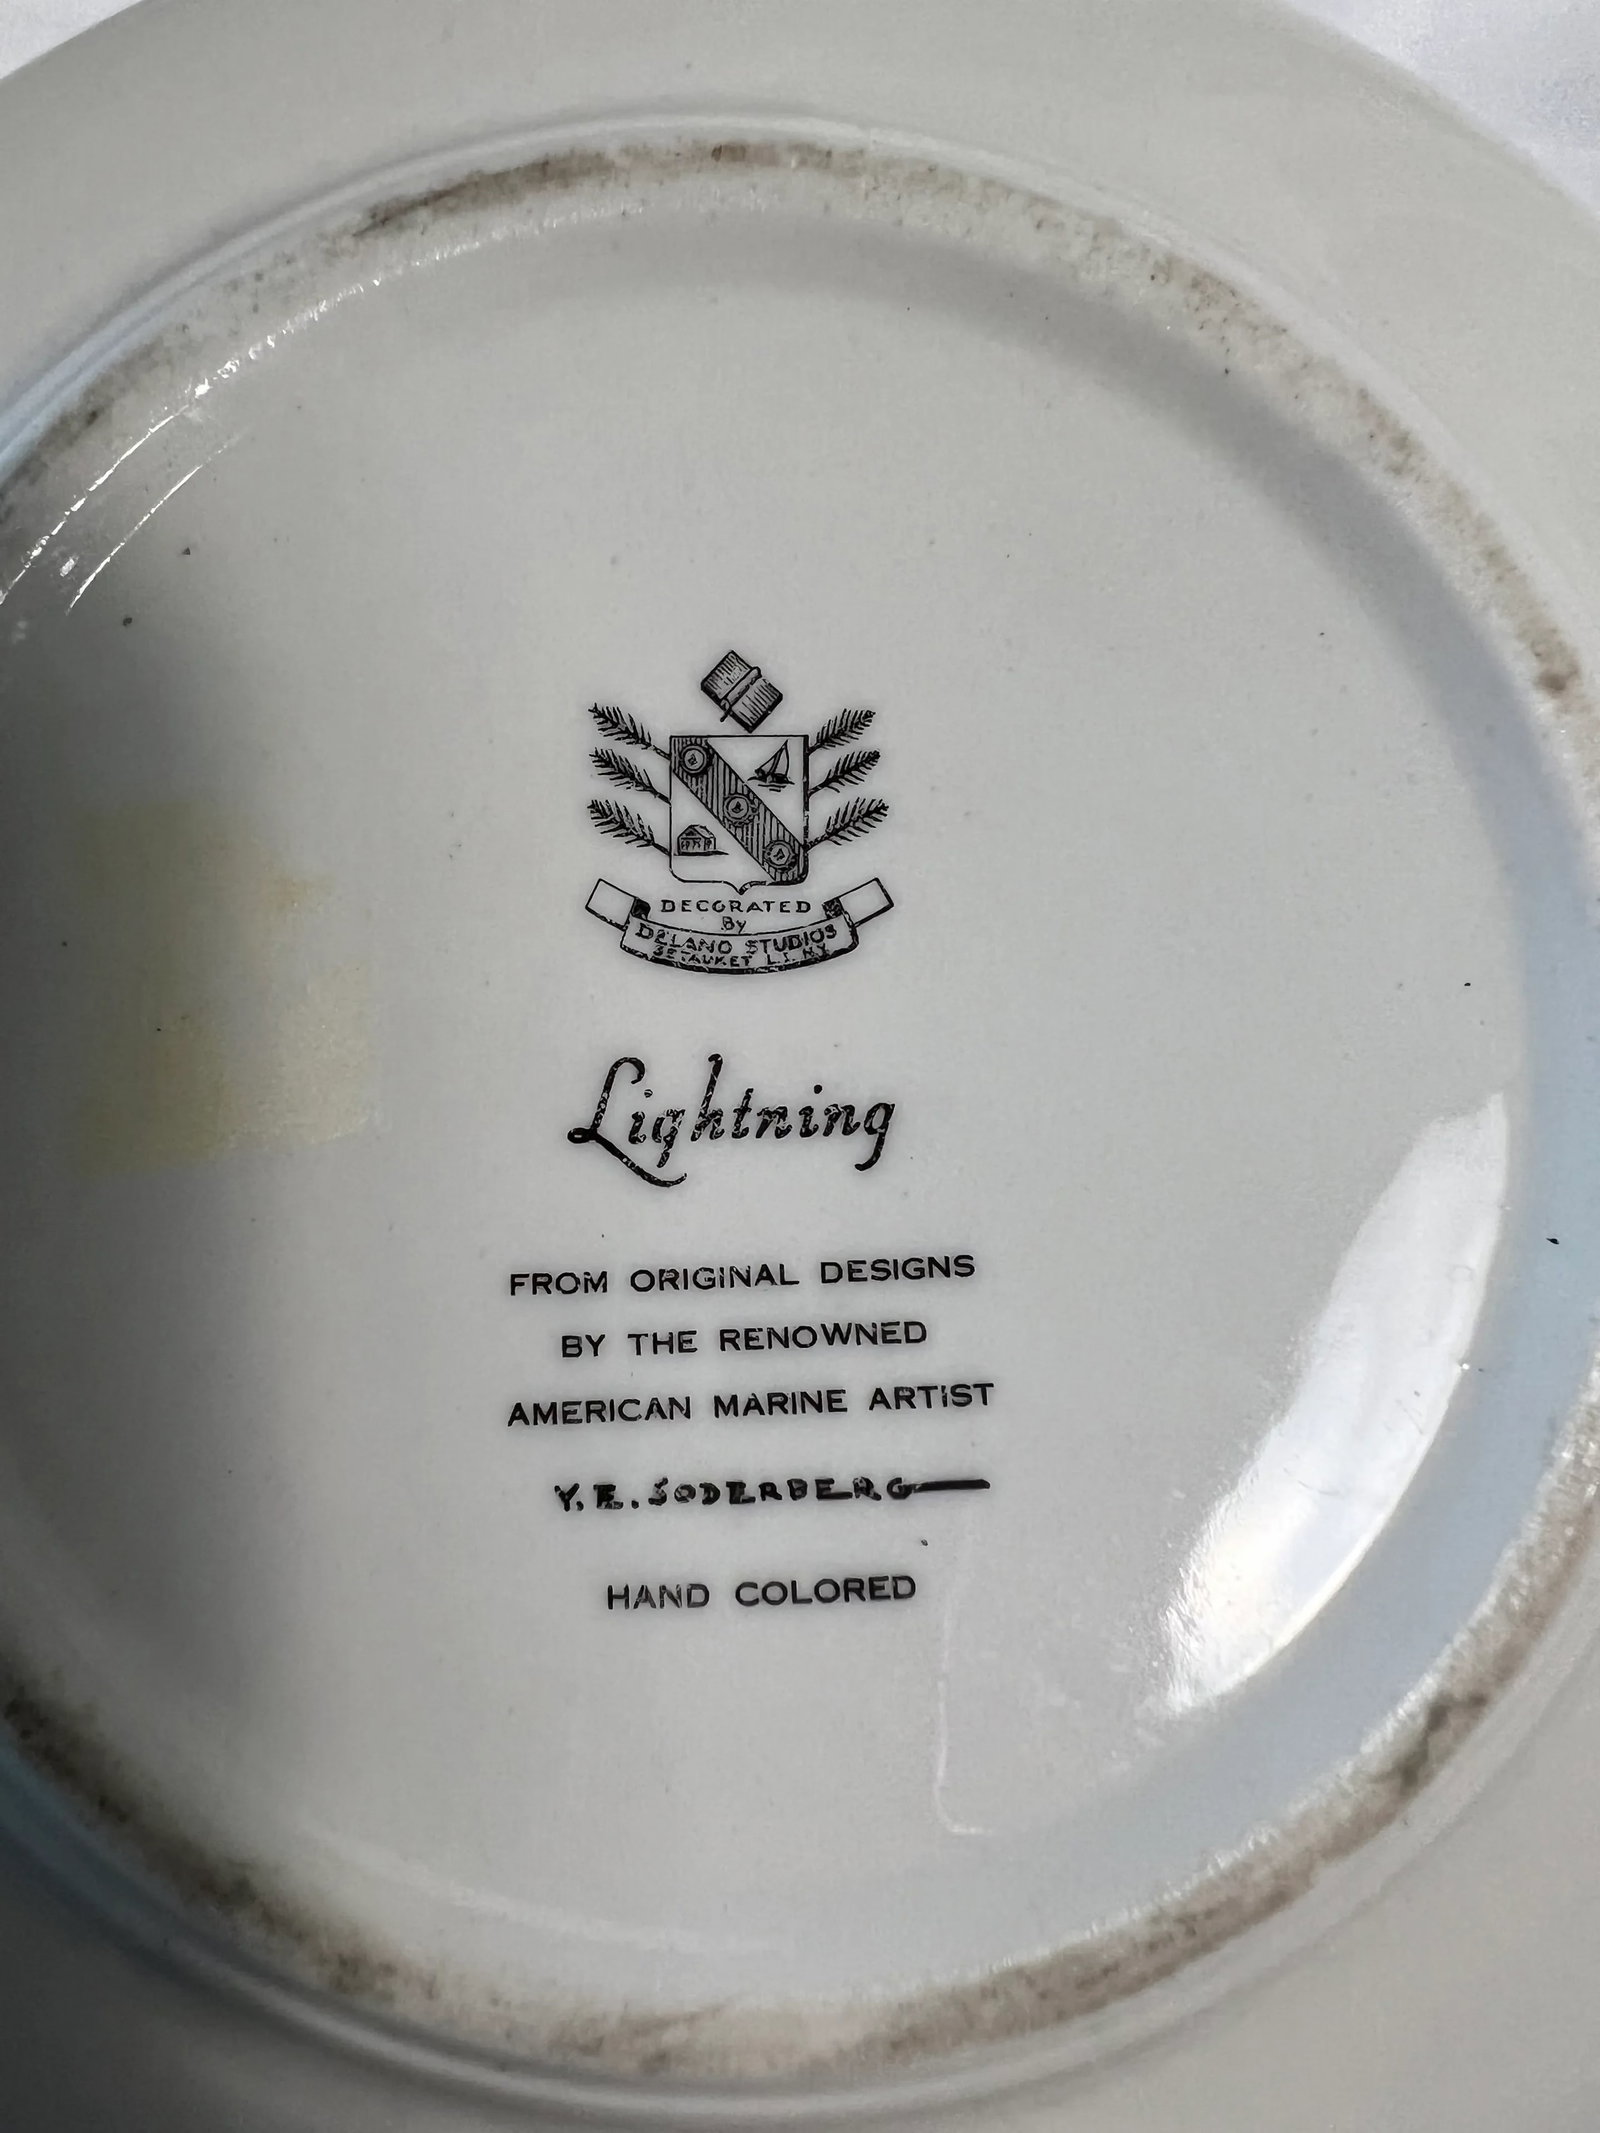 DECORATED
By
DELANO STUDIOS
SETAUKET L.I. N.Y.
Lightning
FROM ORIGINAL DESIGNS
BY THE RENOWNED
AMERICAN MARINE ARTIST
Y. E. SODERBERG
HAND COLORED